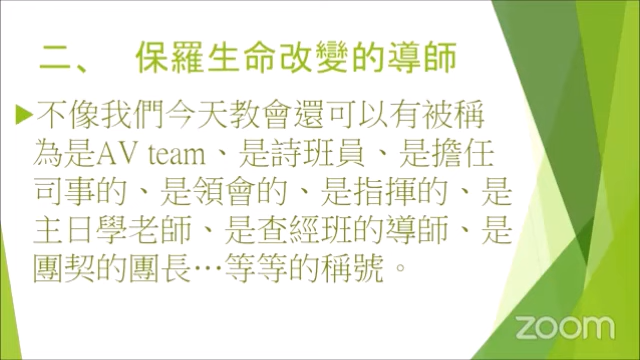 二、 保羅生命改變的導師
不像我們今天教會還可以有被稱
為是AV team、是詩班員、是擔任
司事的、是領會的、是指揮的、是
主日學老師、是查經班的導師、是
團契的團長…等等的稱號。
zoom